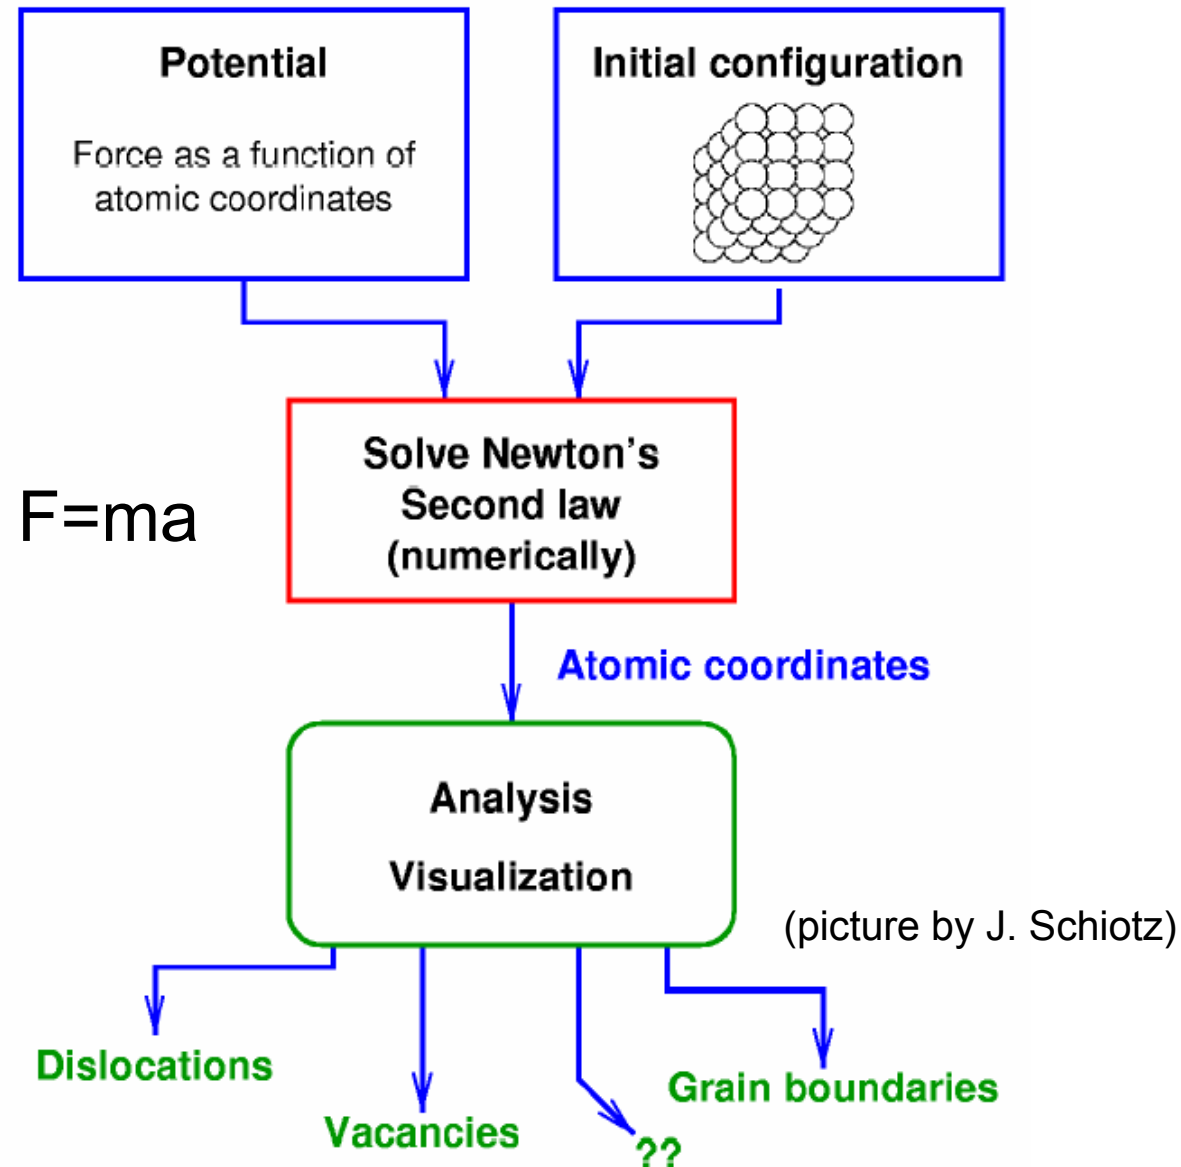 Potential
Force as a function of
atomic coordinates
Initial configuration
Solve Newton's
Second law
(numerically)
F=ma
Atomic coordinates
Analysis
Visualization
(picture by J. Schiotz)
Dislocations
Vacancies
??
Grain boundaries